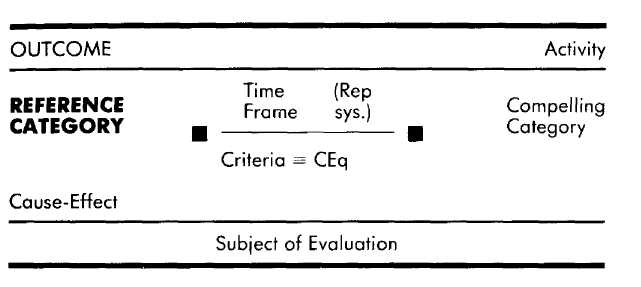 OUTCOME Activity
REFERENCE CATEGORY
Time Frame (Rep sys.)
Criteria ≡ CEq
Compelling Category
Cause-Effect
Subject of Evaluation